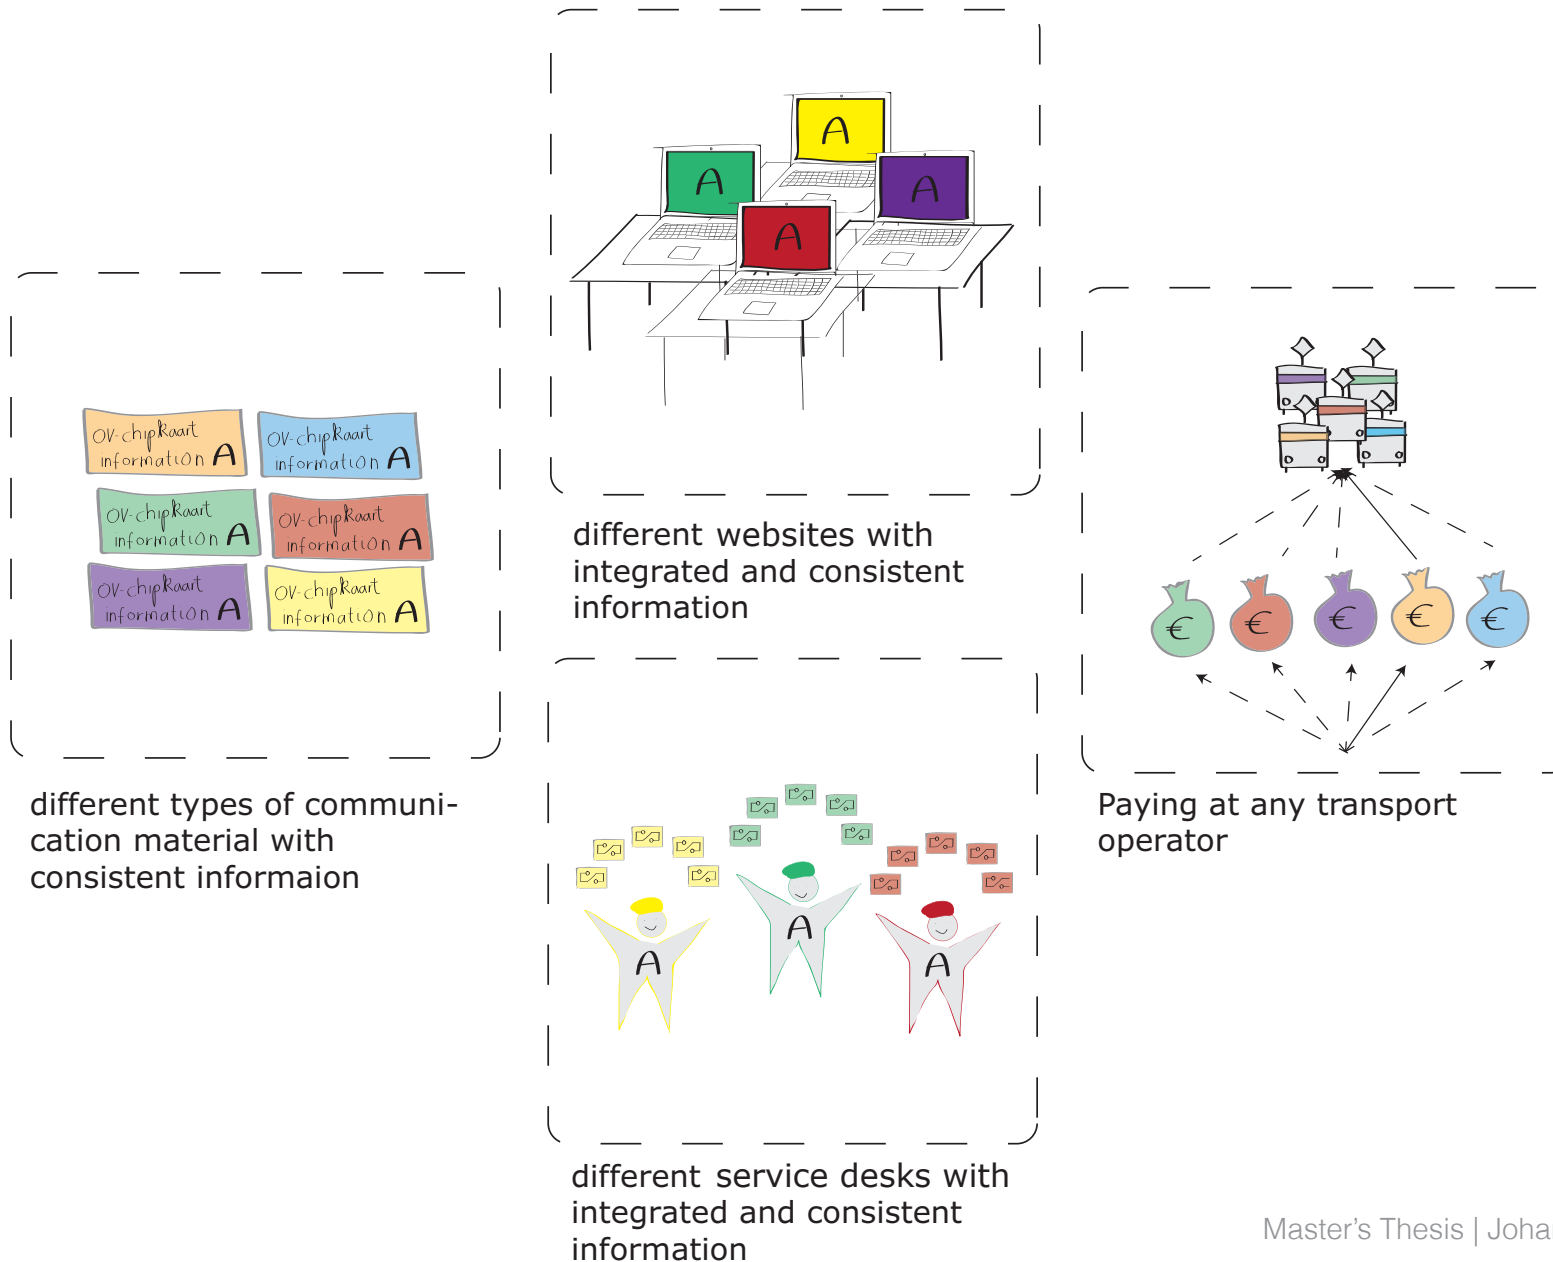 A
A
A
A
different websites with
integrated and consistent
information
OV-chipkaart
information A
OV-chipkaart
information A
OV-chipkaart
information A
OV-chipkaart
information A
OV-chipkaart
information A
OV-chipkaart
information A
different types of communi-
cation material with
consistent informaion
€
€
€
€
€
Paying at any transport
operator
A
A
A
different service desks with
integrated and consistent
information
Master's Thesis | Joha